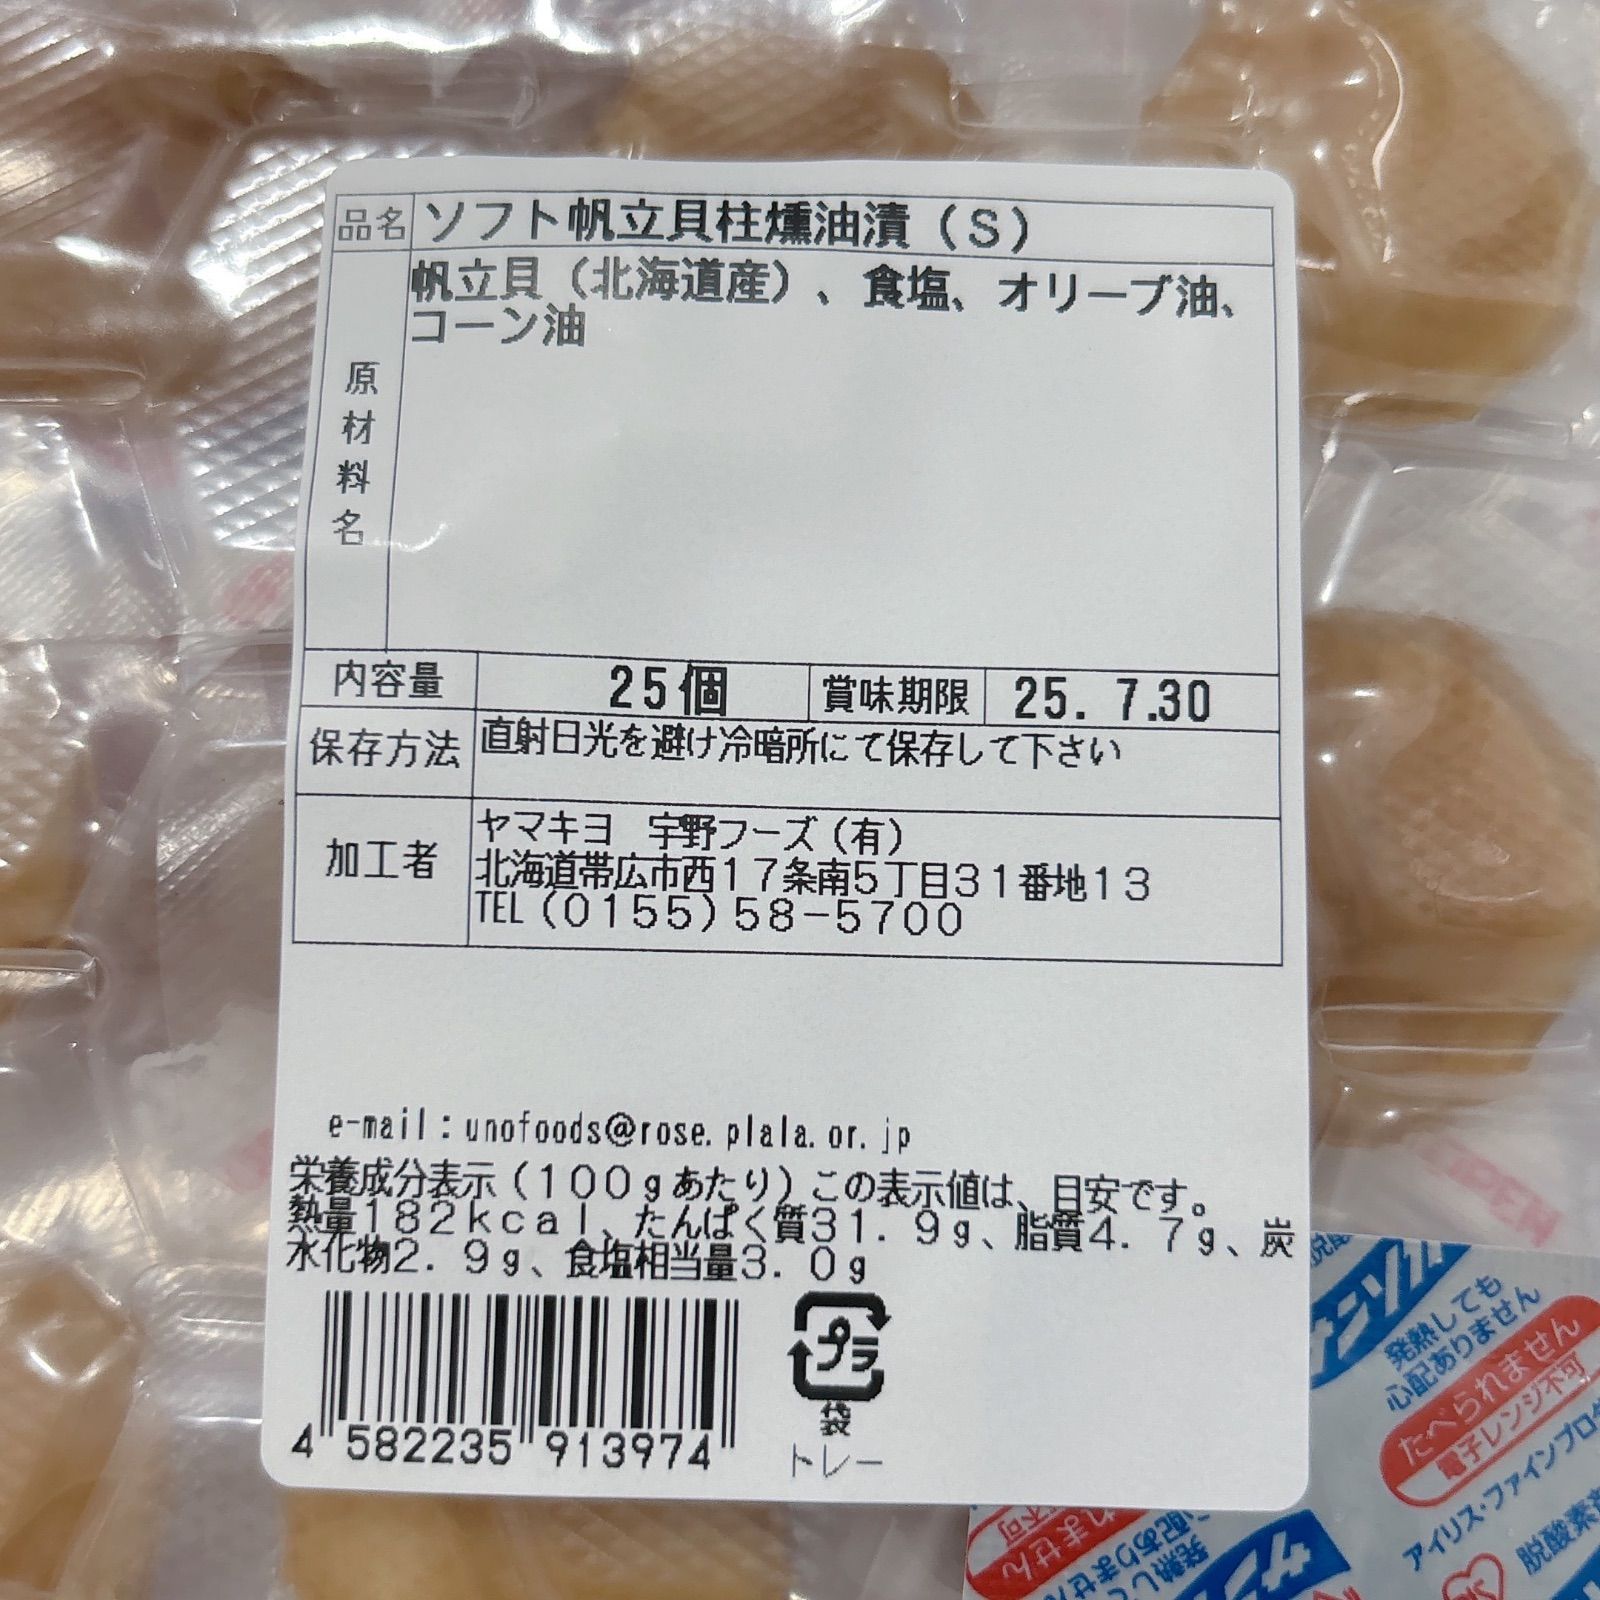 品名 ソフト帆立貝柱燻油漬（Ｓ）
原材料名 帆立貝（北海道産）、食塩、オリーブ油、
コーン油
内容量 25個 賞味期限 25. 7.30
保存方法 直射日光を避け冷暗所にて保存して下さい
加工者 ヤマキヨ　宇野フーズ（有）
北海道帯広市西１７条南５丁目３１番地１３
TEL（０１５５）５８－５７００
e-mail：unofoods@rose.plala.or.jp
栄養成分表示（１００ｇあたり）この表示値は、目安です。
熱量１８２ｋｃａｌ、たんぱく質３１．９ｇ、脂質４．７ｇ、炭
水化物２．９ｇ、食塩相当量３．０ｇ
4 582235 913974
プラ
袋
トレー
発熱しても
心配ありません
たべられません
電子レンジ不可
アイリス・ファインプロダ
脱酸素剤